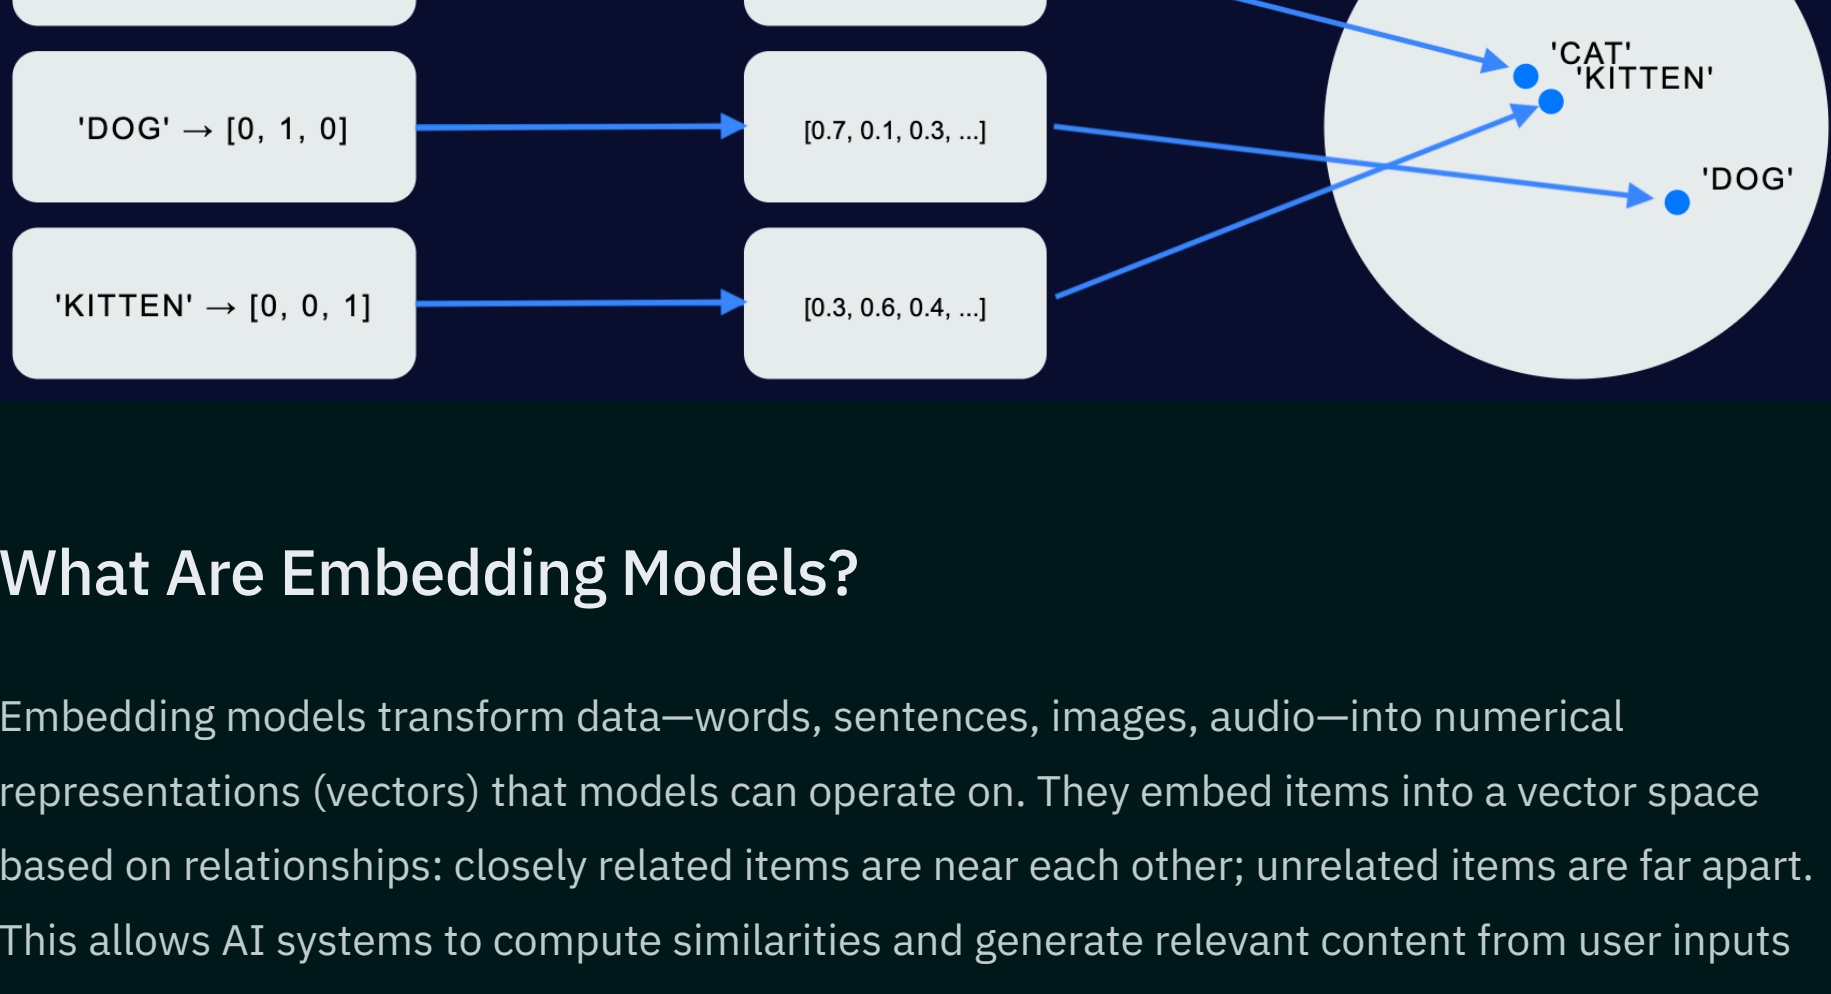 'CAT'
'KITTEN'
'DOG' → [0, 1, 0]
[0.7, 0.1, 0.3, ...]
'DOG'
'KITTEN' → [0, 0, 1]
[0.3, 0.6, 0.4, ...]
What Are Embedding Models?
Embedding models transform data—words, sentences, images, audio—into numerical
representations (vectors) that models can operate on. They embed items into a vector space
based on relationships: closely related items are near each other; unrelated items are far apart.
This allows AI systems to compute similarities and generate relevant content from user inputs